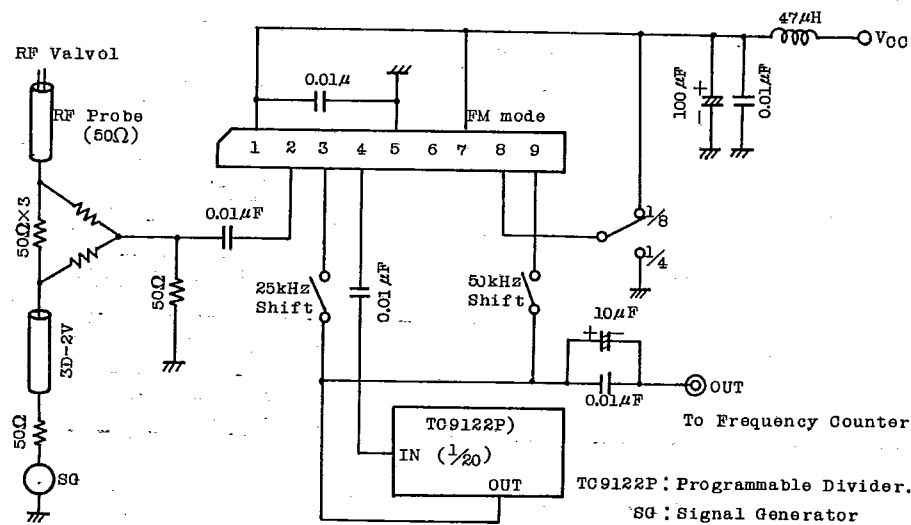 47μH
VCC
RF Valvol
0.01μ
100μF
+
−
0.01μF
RF Probe
(50Ω)
FM mode
1 2 3 4 5 6 7 8 9
50Ω×3
0.01μF
1/8
1/4
50Ω
25kHz
Shift
0.01μF
50kHz
Shift
10μF
+ −
3D-2V
OUT
0.01μF
To Frequency Counter
50Ω
TC9122P)
IN (1/20)
OUT
TC9122P: Programmable Divider.
SG
SG: Signal Generator